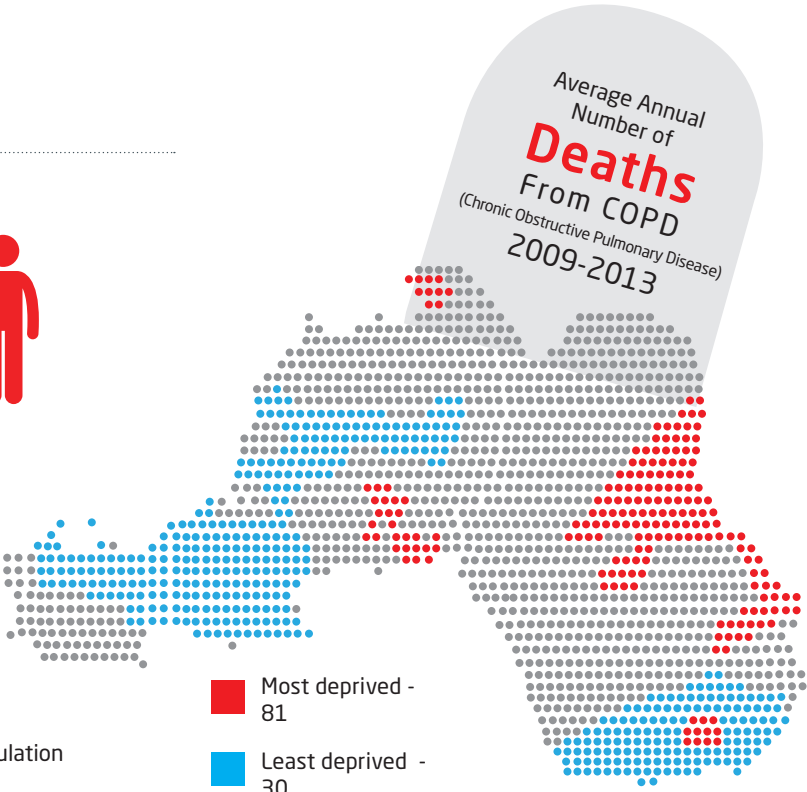 Average Annual
Number of
Deaths
From COPD
(Chronic Obstructive Pulmonary Disease)
2009-2013
Most deprived -
81
Least deprived -
30